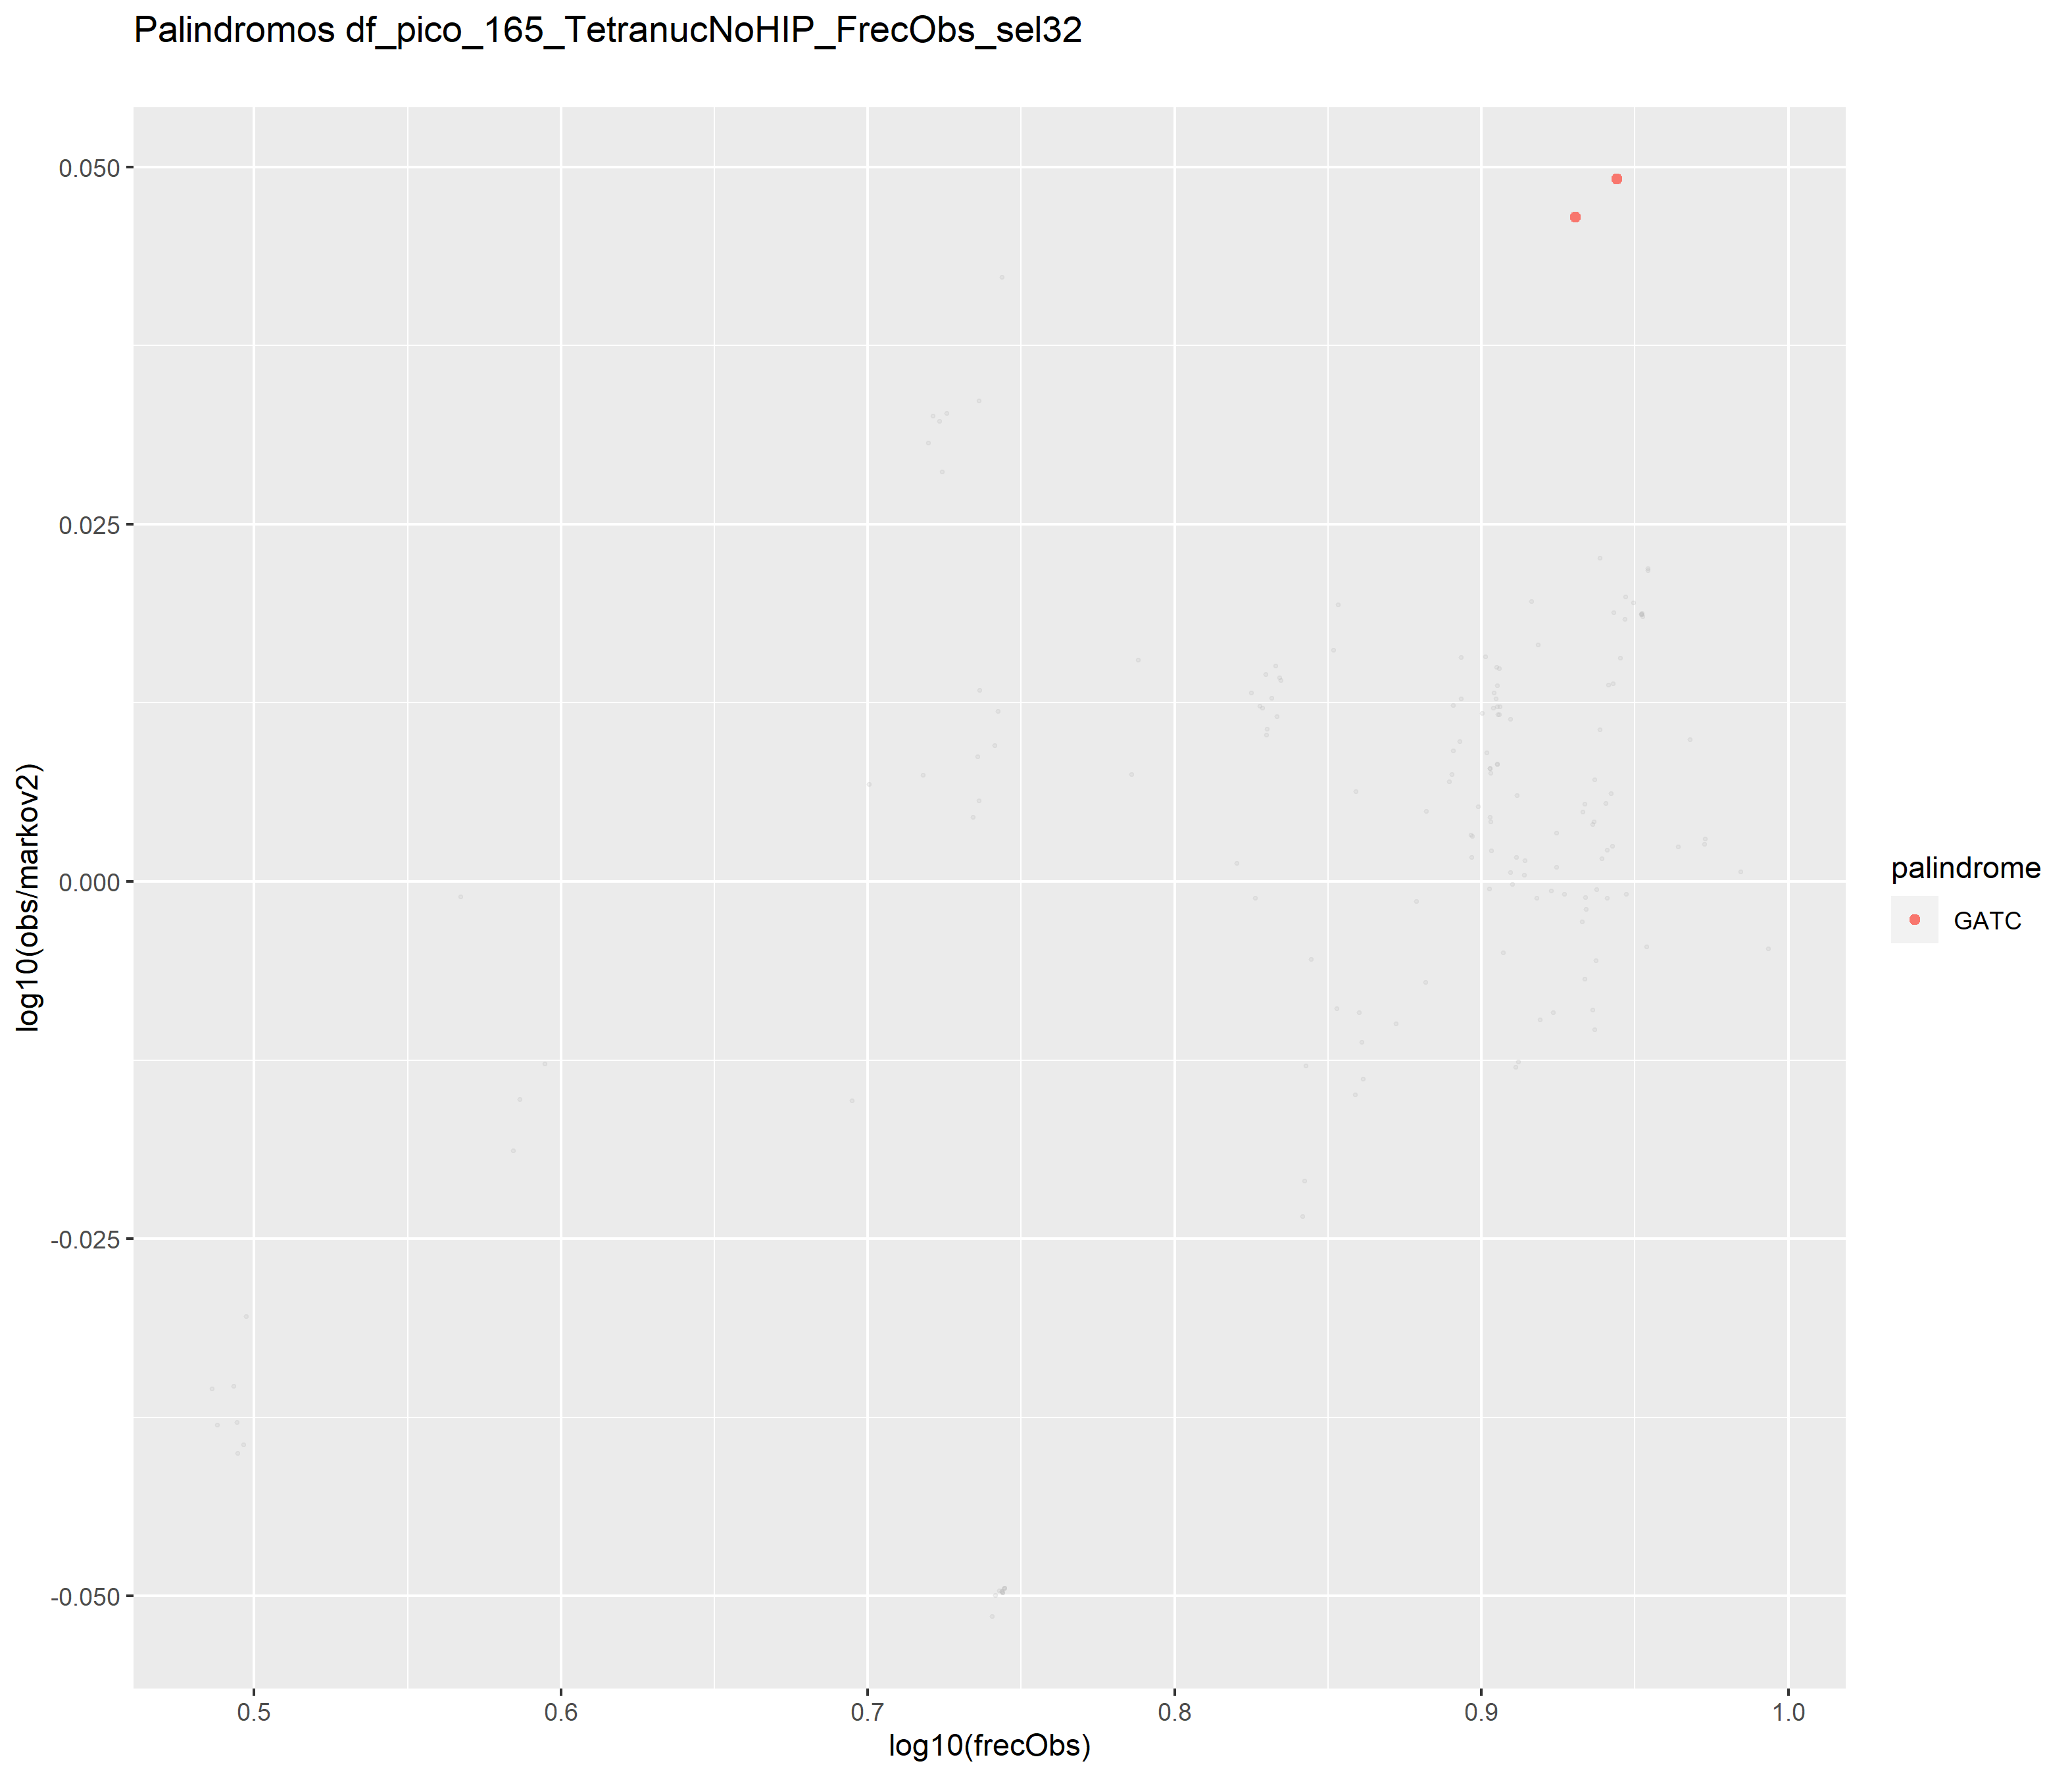 Palindromos df_pico_165_TetranucNoHIP_FrecObs_sel32
0.050
0.025
0.000
-0.025
-0.050
log10(obs/markov2)
0.5 0.6 0.7 0.8 0.9 1.0
log10(frecObs)
palindrome
GATC